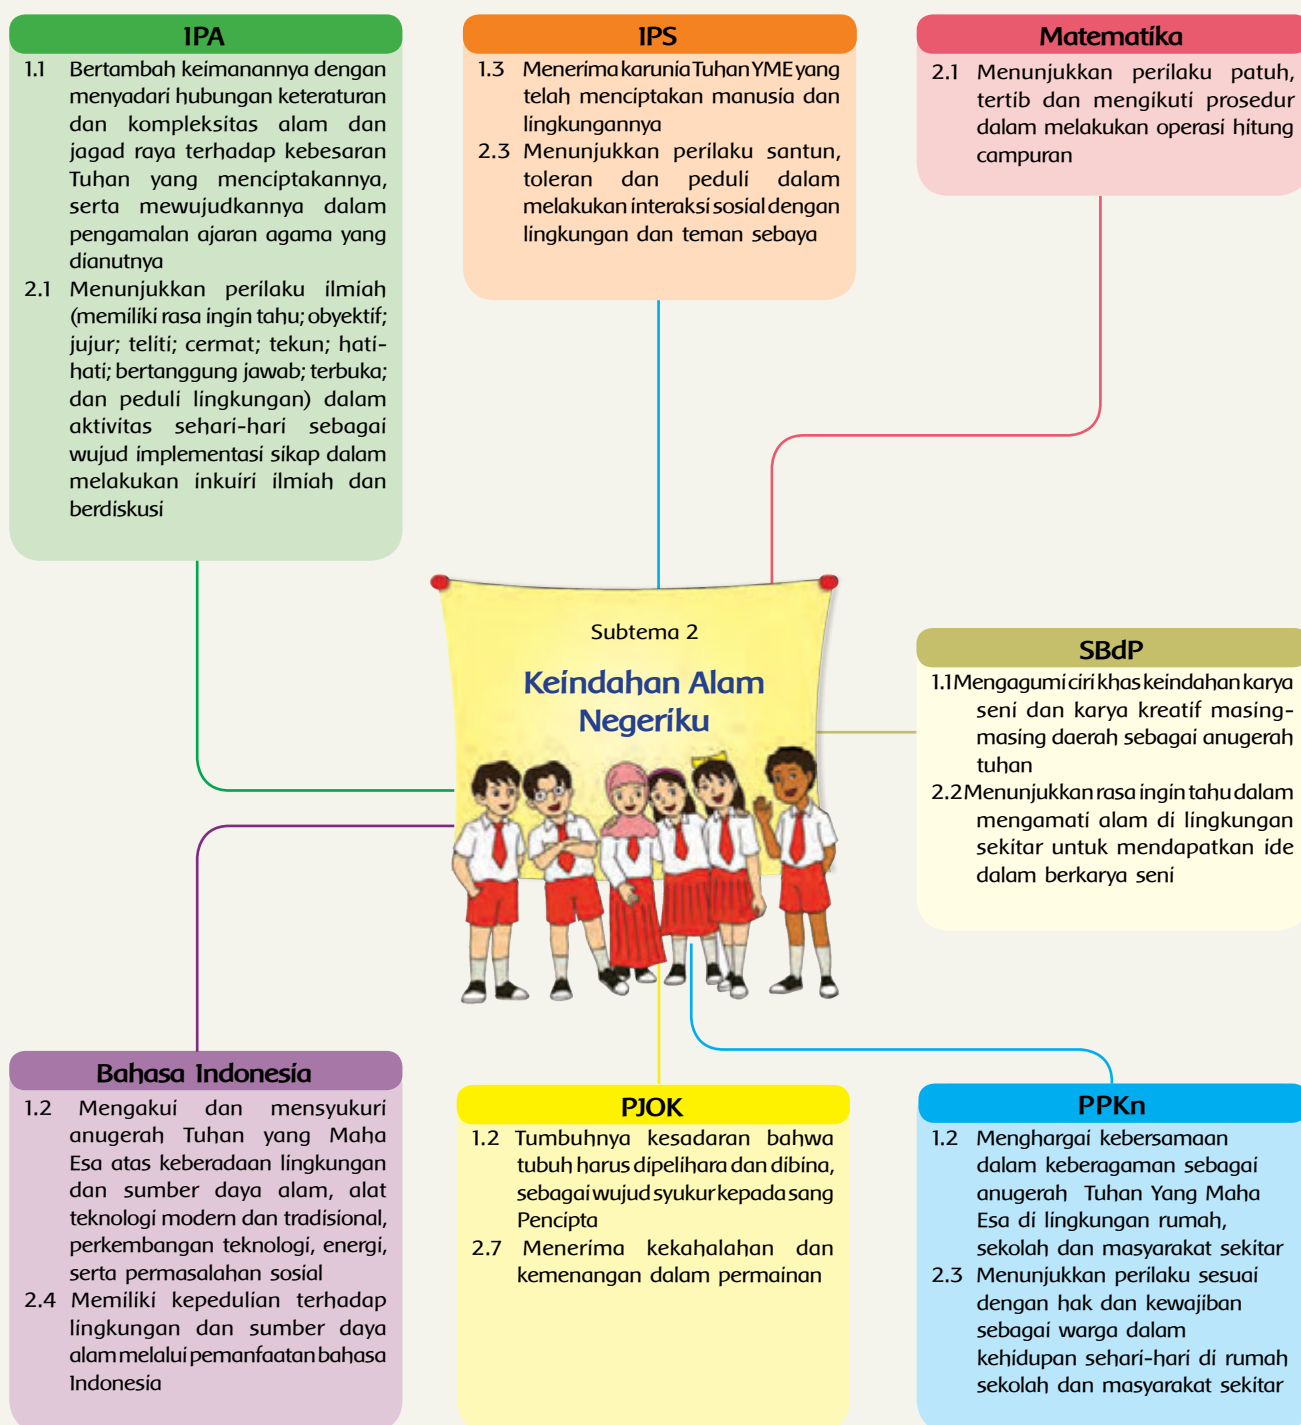 IPA
1.1 Bertambah keimanannya dengan
menyadari hubungan keteraturan
dan kompleksitas alam dan
jagad raya terhadap kebesaran
Tuhan yang menciptakannya,
serta mewujudkannya dalam
pengamalan ajaran agama yang
dianutnya
2.1 Menunjukkan perilaku ilmiah
(memiliki rasa ingin tahu; obyektif;
jujur; teliti; cermat; tekun; hati-
hati; bertanggung jawab; terbuka;
dan peduli lingkungan) dalam
aktivitas sehari-hari sebagai
wujud implementasi sikap dalam
melakukan inkuiri ilmiah dan
berdiskusi
IPS
1.3 Menerima karunia Tuhan YME yang
telah menciptakan manusia dan
lingkungannya
2.3 Menunjukkan perilaku santun,
toleran dan peduli dalam
melakukan interaksi sosial dengan
lingkungan dan teman sebaya
Matematika
2.1 Menunjukkan perilaku patuh,
tertib dan mengikuti prosedur
dalam melakukan operasi hitung
campuran
Subtema 2
Keindahan Alam
Negeriku
SBdP
1.1 Mengagumi ciri khas keindahan karya
seni dan karya kreatif masing-
masing daerah sebagai anugerah
tuhan
2.2 Menunjukkan rasa ingin tahu dalam
mengamati alam di lingkungan
sekitar untuk mendapatkan ide
dalam berkarya seni
Bahasa Indonesia
1.2 Mengakui dan mensyukuri
anugerah Tuhan yang Maha
Esa atas keberadaan lingkungan
dan sumber daya alam, alat
teknologi modern dan tradisional,
perkembangan teknologi, energi,
serta permasalahan sosial
2.4 Memiliki kepedulian terhadap
lingkungan dan sumber daya
alam melalui pemanfaatan bahasa
Indonesia
PJOK
1.2 Tumbuhnya kesadaran bahwa
tubuh harus dipelihara dan dibina,
sebagai wujud syukur kepada sang
Pencipta
2.7 Menerima kekahalahan dan
kemenangan dalam permainan
PPKn
1.2 Menghargai kebersamaan
dalam keberagaman sebagai
anugerah Tuhan Yang Maha
Esa di lingkungan rumah,
sekolah dan masyarakat sekitar
2.3 Menunjukkan perilaku sesuai
dengan hak dan kewajiban
sebagai warga dalam
kehidupan sehari-hari di rumah
sekolah dan masyarakat sekitar